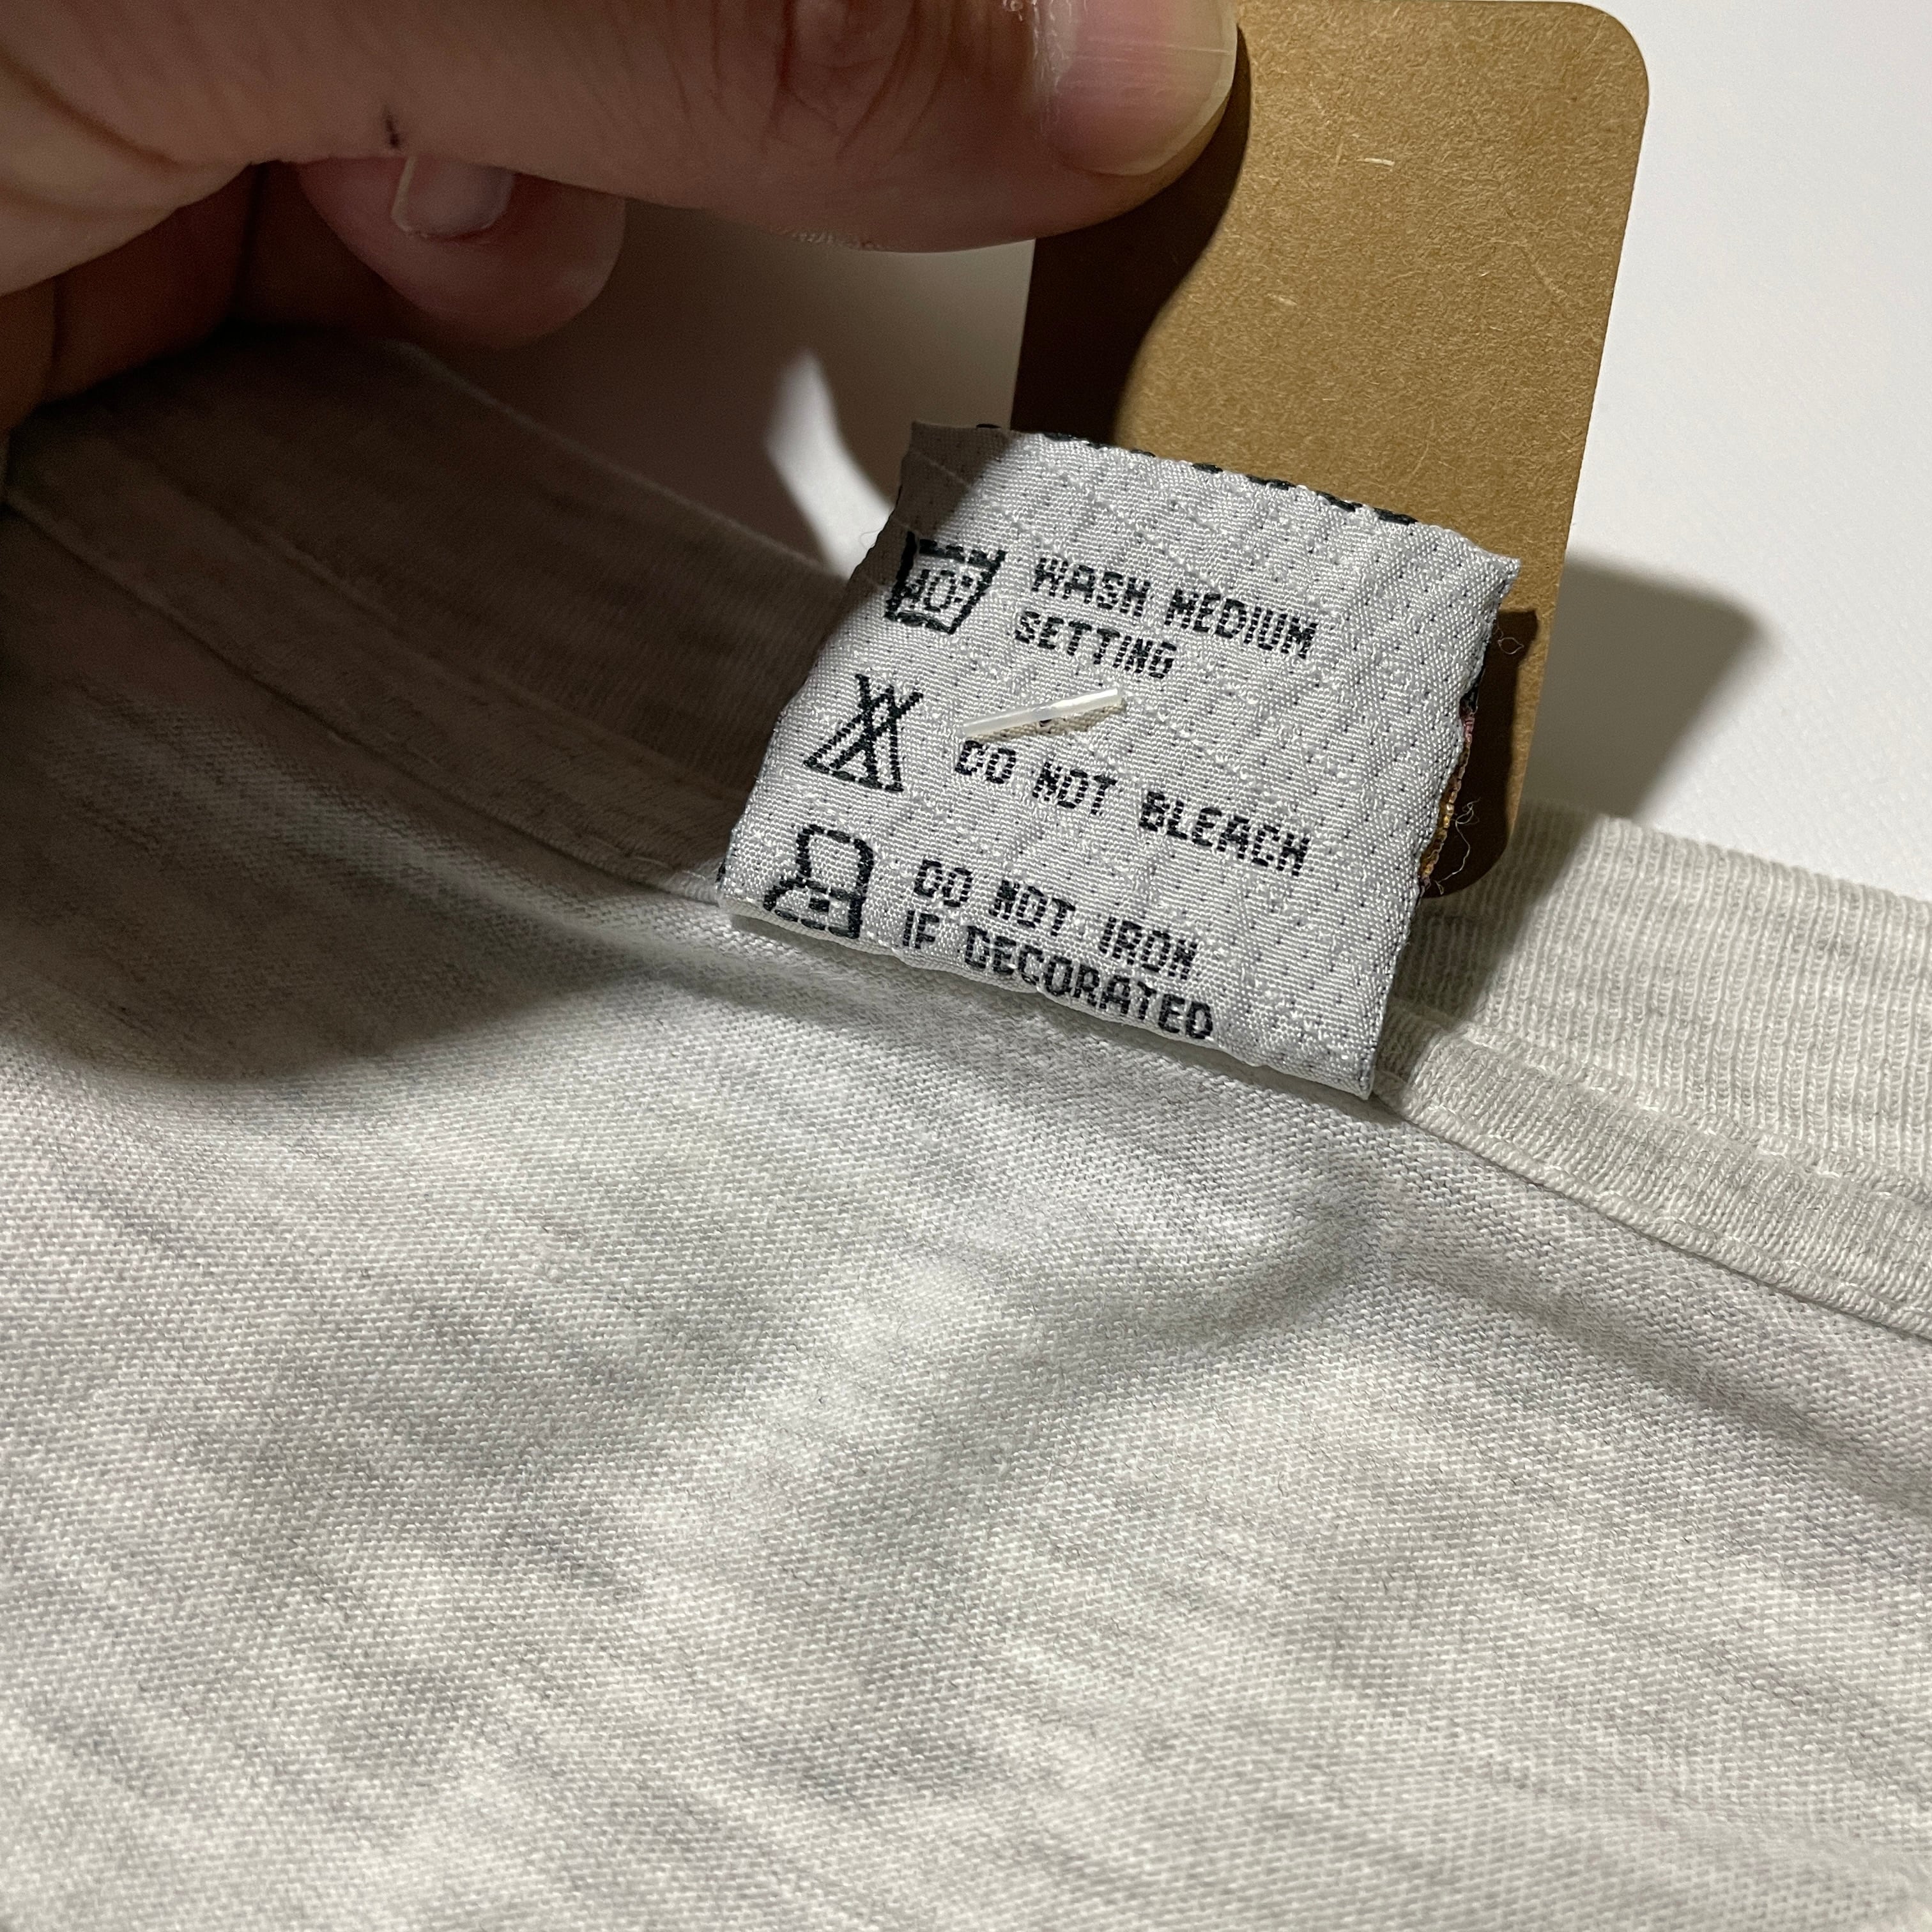 40°
WASH MEDIUM
SETTING
DO NOT BLEACH
DO NOT IRON
IF DECORATED